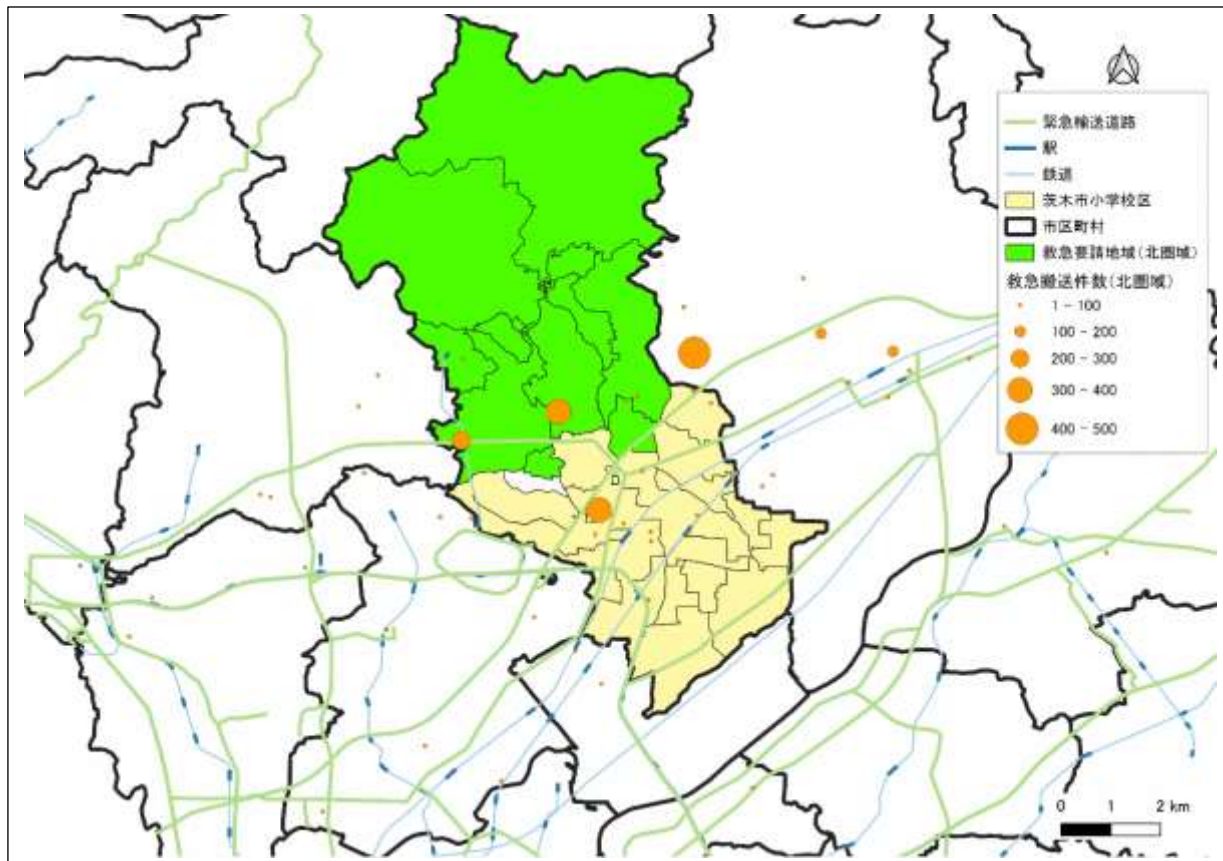 緊急輸送道路
駅
鉄道
茨木市小学校区
市区町村
救急要請地域(北圏域)
救急搬送件数(北圏域)
1 - 100
100 - 200
200 - 300
300 - 400
400 - 500
0 1 2 km